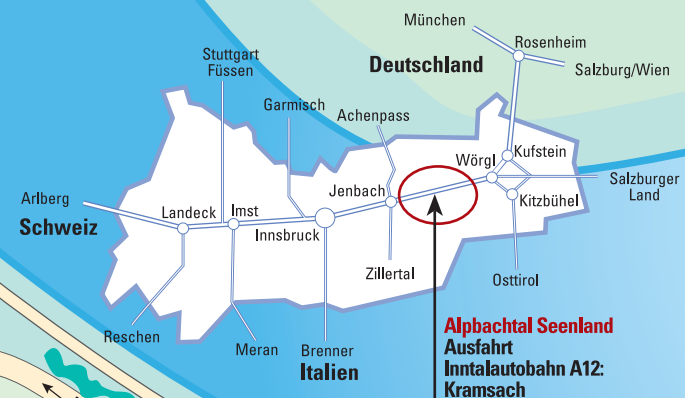 München
Rosenheim
Stuttgart
Füssen
Deutschland
Salzburg/Wien
Garmisch
Achenpass
Wörgl
Kufstein
Arlberg
Jenbach
Salzburger
Land
Schweiz
Landeck
Imst
Innsbruck
Kitzbühel
Zillertal
Osttirol
Reschen
Meran
Brenner
Italien
Alpbachtal Seenland
Ausfahrt
Inntalautobahn A12:
Kramsach